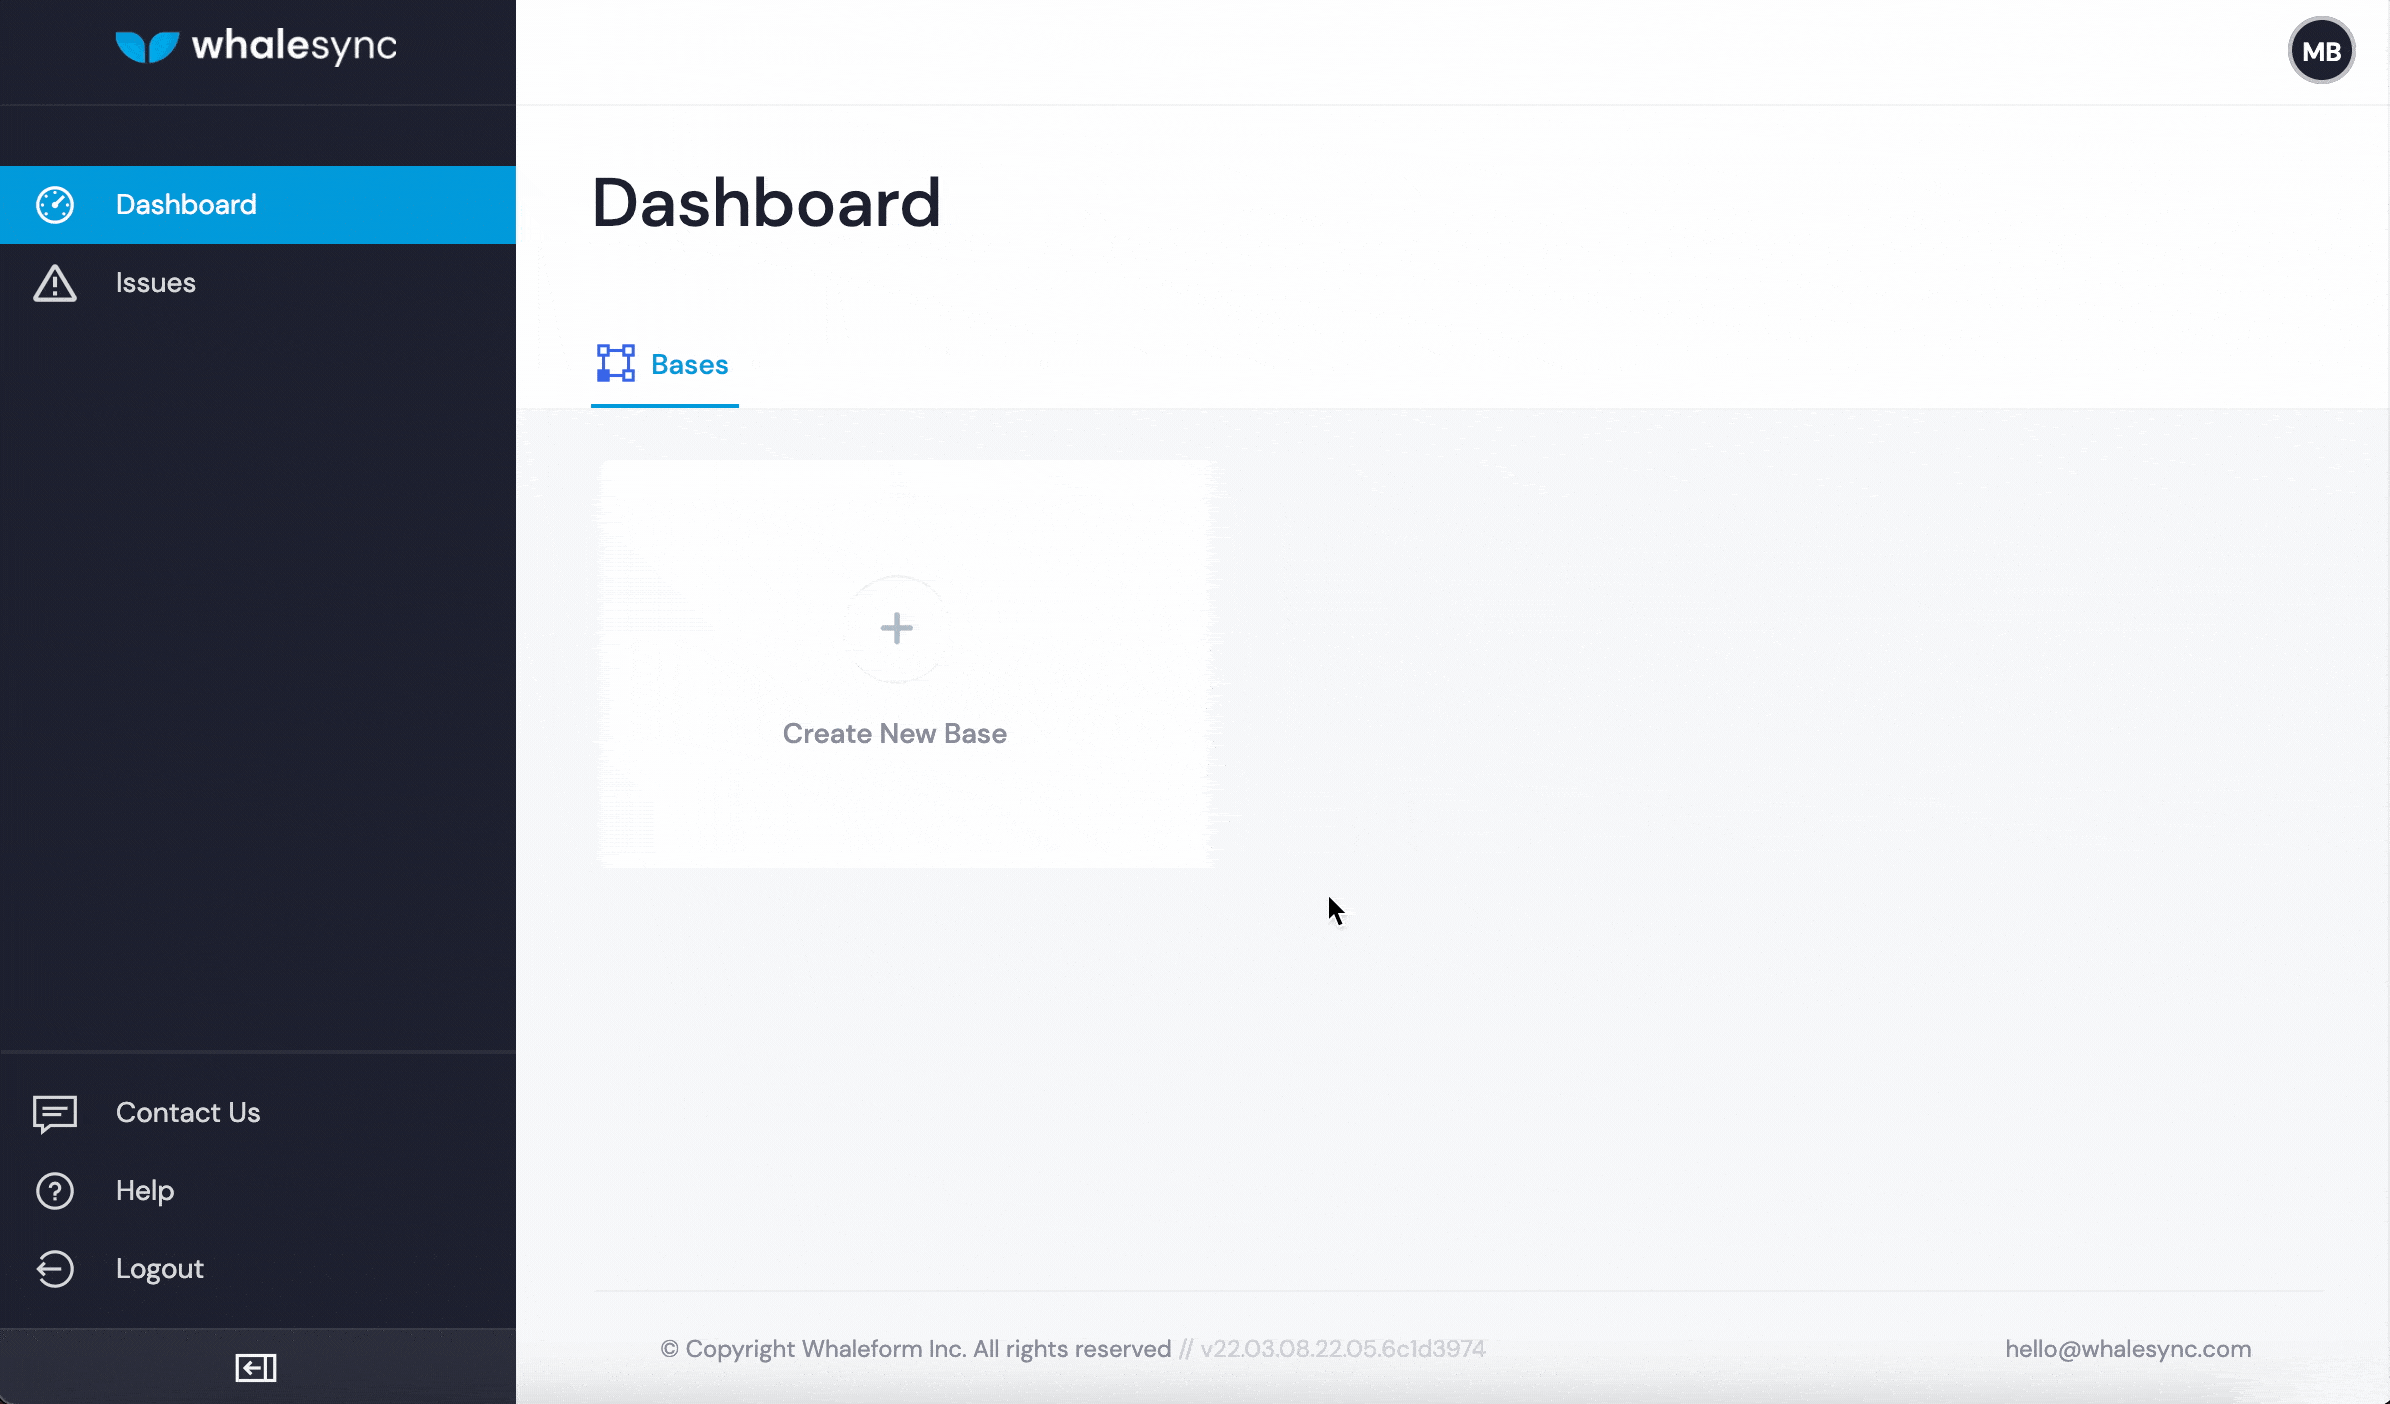 whalesync
MB
Dashboard
Issues
Dashboard
Bases
Create New Base
Contact Us
Help
Logout
© Copyright Whaleform Inc. All rights reserved // v22.03.08.22.05.6c1d3974
hello@whalesync.com